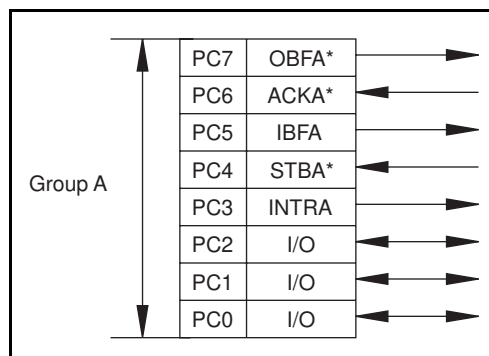 PC7 OBFA*
PC6 ACKA*
PC5 IBFA
PC4 STBA*
Group A
PC3 INTRA
PC2 I/O
PC1 I/O
PC0 I/O